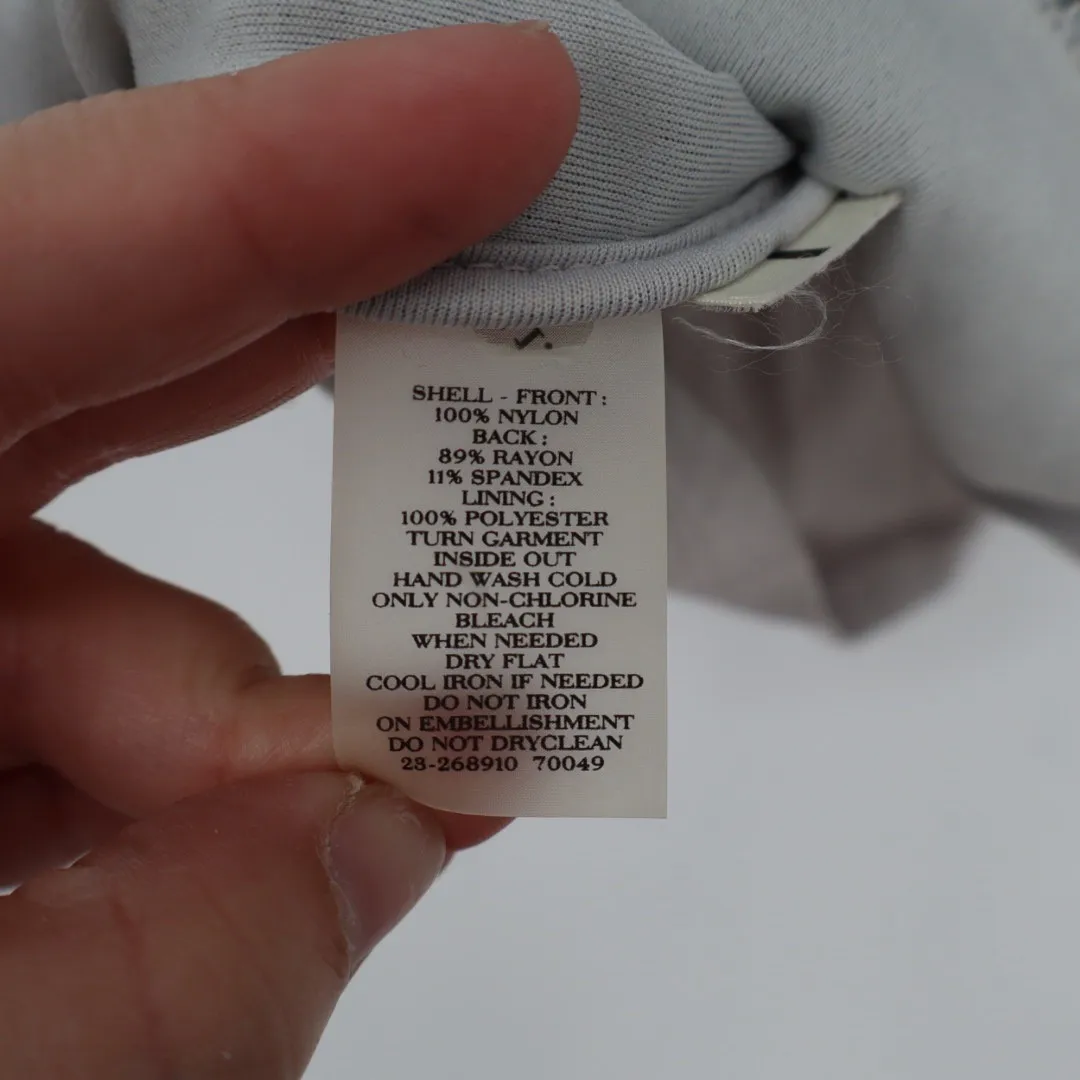 SHELL - FRONT :
100% NYLON
BACK :
89% RAYON
11% SPANDEX
LINING :
100% POLYESTER
TURN GARMENT
INSIDE OUT
HAND WASH COLD
ONLY NON-CHLORINE
BLEACH
WHEN NEEDED
DRY FLAT
COOL IRON IF NEEDED
DO NOT IRON
ON EMBELLISHMENT
DO NOT DRYCLEAN
23-268910 70049